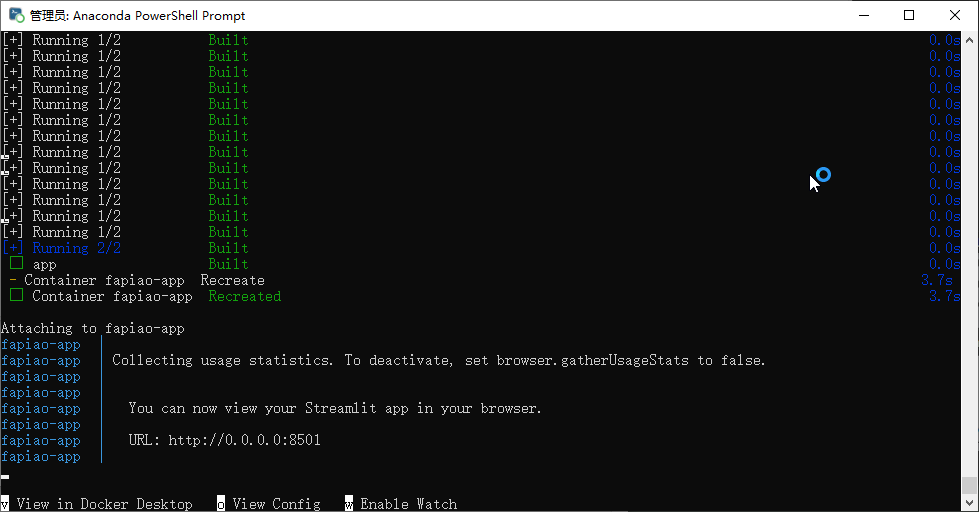 管理员: Anaconda PowerShell Prompt
[+] Running 1/2 Built 0.0s
[+] Running 1/2 Built 0.0s
[+] Running 1/2 Built 0.0s
[+] Running 1/2 Built 0.0s
[+] Running 1/2 Built 0.0s
[+] Running 1/2 Built 0.0s
[+] Running 1/2 Built 0.0s
[+] Running 1/2 Built 0.0s
[+] Running 1/2 Built 0.0s
[+] Running 1/2 Built 0.0s
[+] Running 1/2 Built 0.0s
[+] Running 1/2 Built 0.0s
[+] Running 1/2 Built 0.0s
[+] Running 2/2 Built 0.0s
app Built 0.0s
- Container fapiao-app Recreate 3.7s
Container fapiao-app Recreated 3.7s
Attaching to fapiao-app
fapiao-app |
fapiao-app | Collecting usage statistics. To deactivate, set browser.gatherUsageStats to false.
fapiao-app |
fapiao-app |
fapiao-app | You can now view your Streamlit app in your browser.
fapiao-app |
fapiao-app | URL: http://0.0.0.0:8501
fapiao-app |
v View in Docker Desktop o View Config w Enable Watch